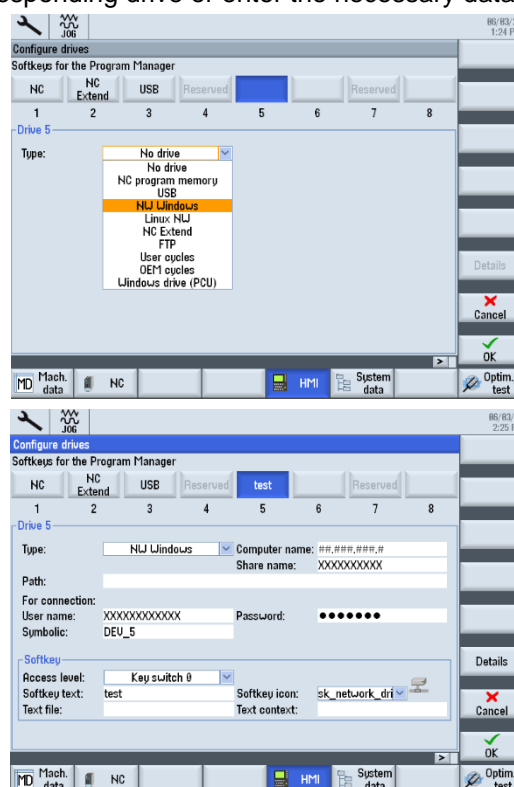 esponding drive or enter the necessary data
JOG
06/03/
1:24 P
Configure drives
Softkeys for the Program Manager
NC NC Extend USB Reserved Reserved
1 2 3 4 5 6 7 8
Drive 5
Type: No drive
No drive
NC program memory
USB
NW Windows
Linux NW
NC Extend
FTP
User cycles
OEM cycles
Windows drive (PCU)
Details
Cancel
OK
>
MD Mach. data NC HMI System data Optim. test
JOG
06/03/
2:25 P
Configure drives
Softkeys for the Program Manager
NC NC Extend USB Reserved test Reserved
1 2 3 4 5 6 7 8
Drive 5
Type: NW Windows Computer name: ##.###.###.#
Share name: XXXXXXXXXX
Path:
For connection:
User name: XXXXXXXXXXXX Password: ●●●●●●●
Symbolic: DEV_5
Softkey
Access level: Key switch 0
Softkey text: test Softkey icon: sk_network_dri
Text file: Text context:
Details
Cancel
OK
>
MD Mach. data NC HMI System data Optim. test